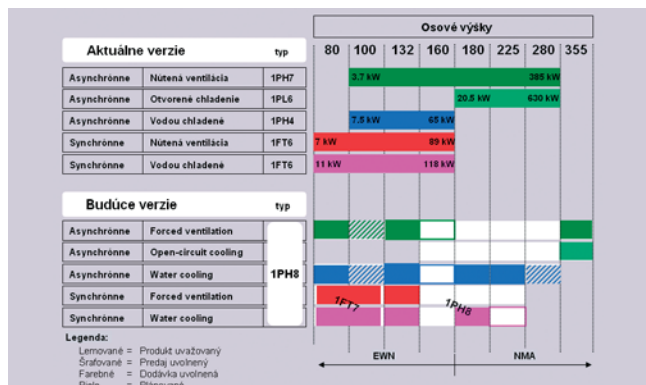 Osové výšky
Aktuálne verzie typ 80 100 132 160 180 225 280 355
Asynchrónne Nútená ventilácia 1PH7 3.7 kW 385 kW
Asynchrónne Otvorené chladenie 1PL6 20.5 kW 630 kW
Asynchrónne Vodou chladené 1PH4 7.5 kW 65 kW
Synchrónne Nútená ventilácia 1FT6 7 kW 89 kW
Synchrónne Vodou chladené 1FT6 11 kW 118 kW
Budúce verzie typ
Asynchrónne Forced ventilation
Asynchrónne Open-circuit cooling
Asynchrónne Water cooling 1PH8
Synchrónne Forced ventilation 1FT7 1PH8
Synchrónne Water cooling
Legenda:
Lemované = Produkt uvažovaný
Šrafované = Predaj uvolnený
Farebné = Dodávka uvolnená
EWN NMA